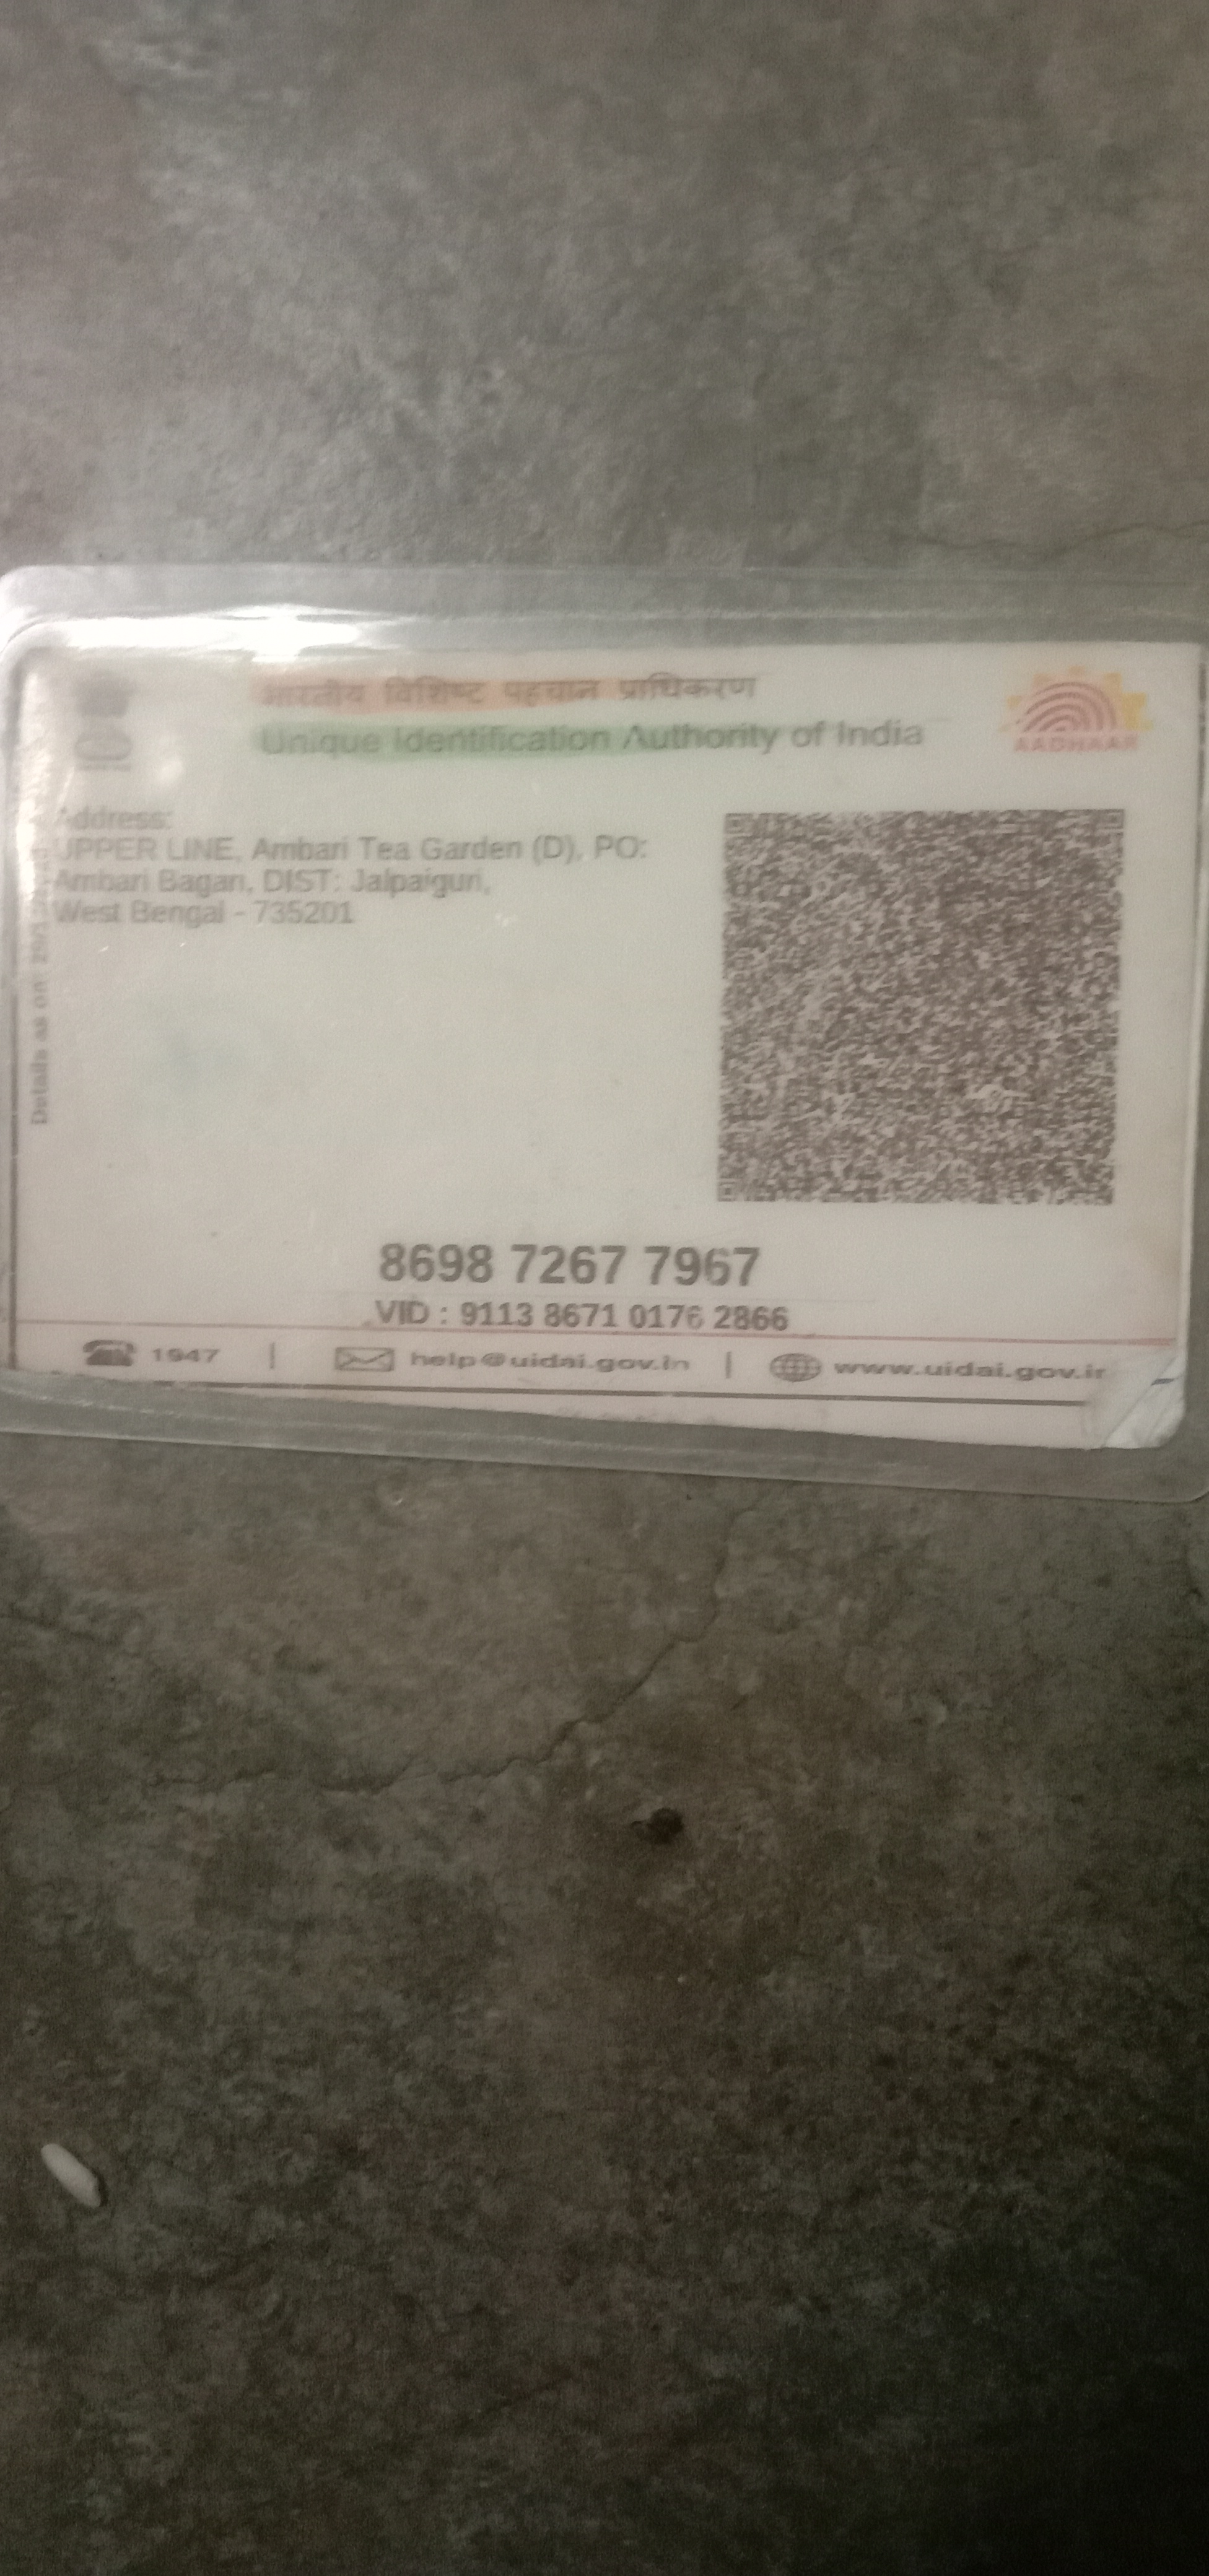 भारतीय विशिष्ट पहचान प्राधिकरण
Unique Identification Authority of India
AADHAAR
Address:
UPPER LINE, Ambari Tea Garden (D), PO:
Ambari Bagan, DIST: Jalpaiguri,
West Bengal - 735201
Details as on
8698 7267 7967
VID : 9113 8671 0176 2866
1947 | help@uidai.gov.in | www.uidai.gov.in